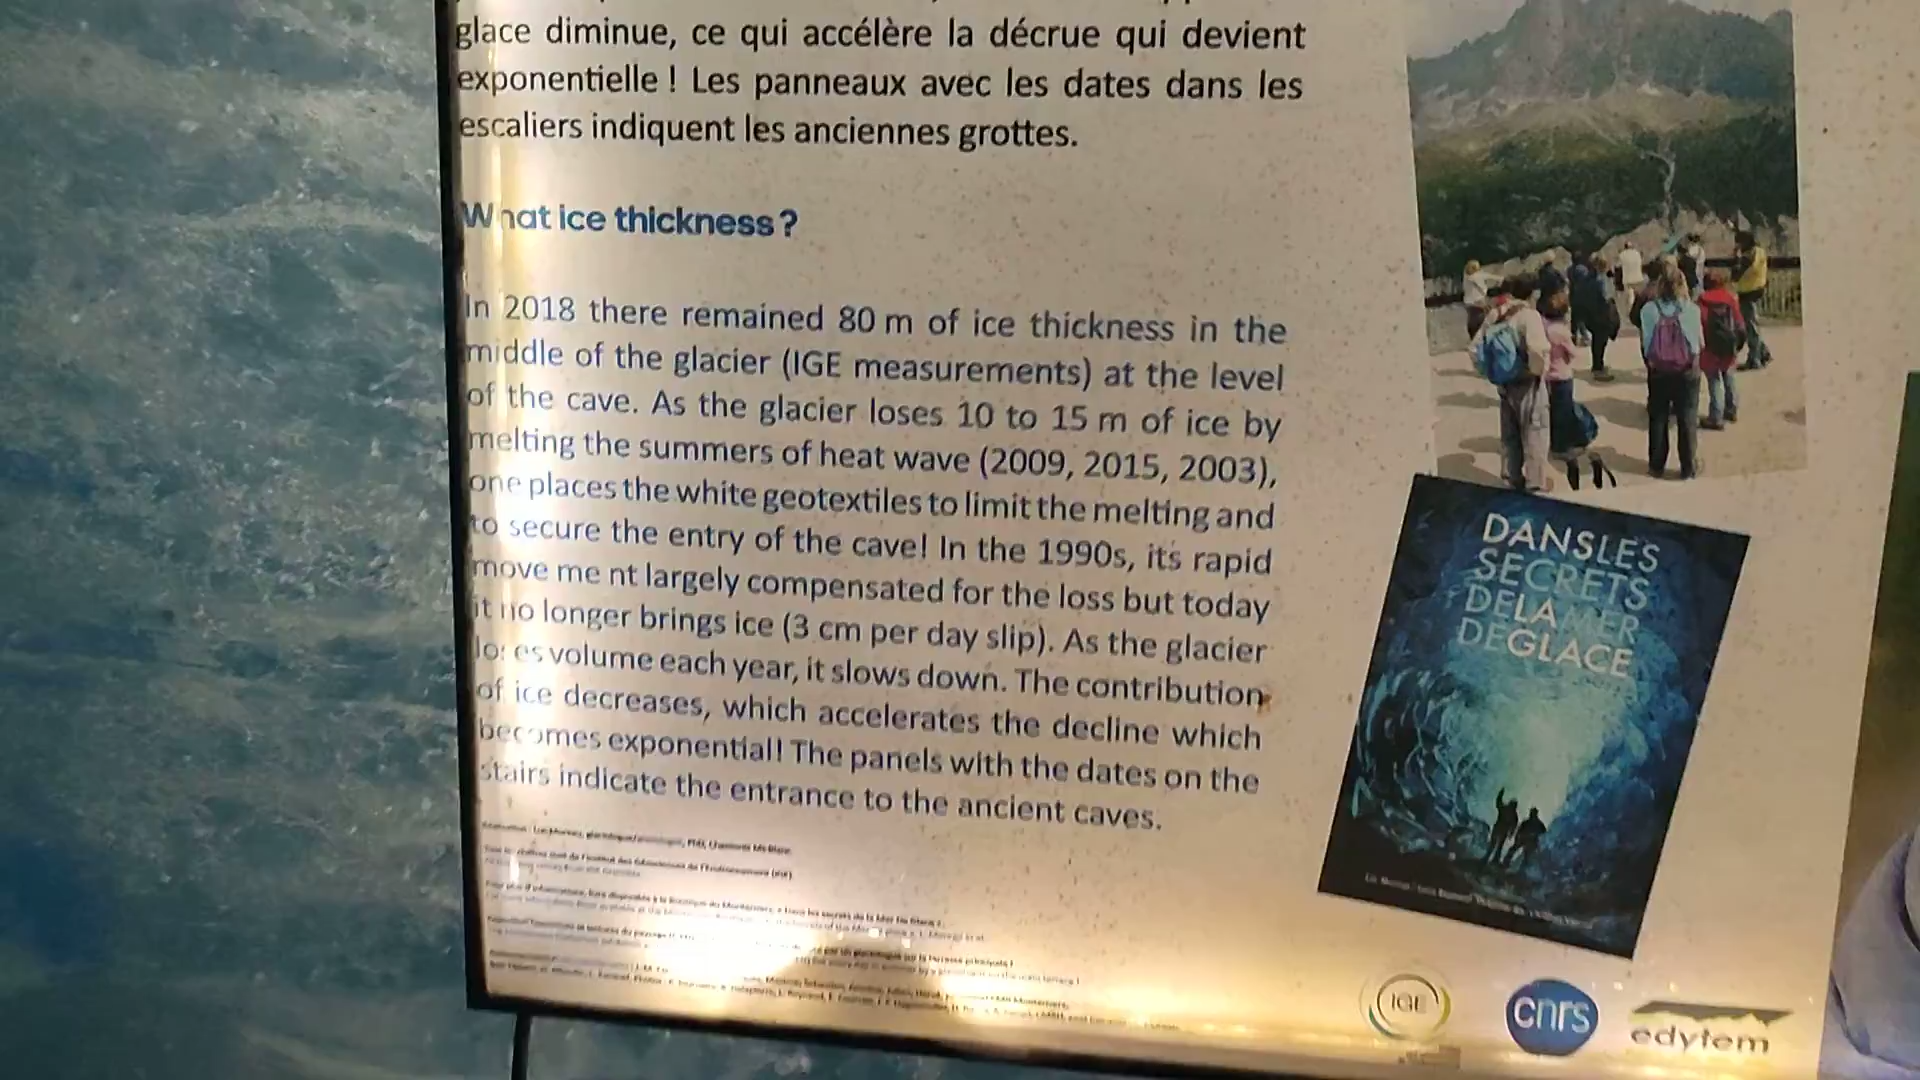 glace diminue, ce qui accélère la décrue qui devient
exponentielle ! Les panneaux avec les dates dans les
escaliers indiquent les anciennes grottes.
What ice thickness ?
In 2018 there remained 80 m of ice thickness in the
middle of the glacier (IGE measurements) at the level
of the cave. As the glacier loses 10 to 15 m of ice by
melting the summers of heat wave (2009, 2015, 2003),
one places the white geotextiles to limit the melting and
to secure the entry of the cave! In the 1990s, its rapid
move me nt largely compensated for the loss but today
it no longer brings ice (3 cm per day slip). As the glacier
loses volume each year, it slows down. The contribution
of ice decreases, which accelerates the decline which
becomes exponential! The panels with the dates on the
stairs indicate the entrance to the ancient caves.
DANS LES
SECRETS
DE LA MER
DE GLACE
IGE
cnrs
edytem